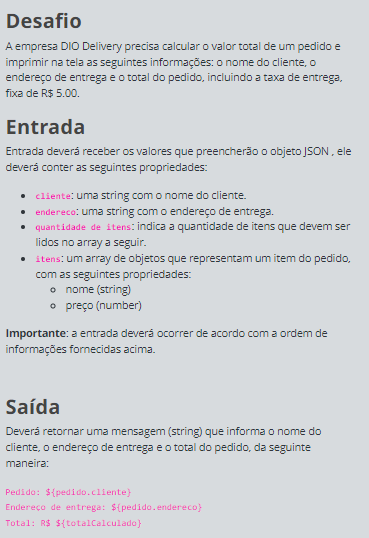 Desafio
A empresa DIO Delivery precisa calcular o valor total de um pedido e
imprimir na tela as seguintes informações: o nome do cliente, o
endereço de entrega e o total do pedido, incluindo a taxa de entrega,
fixa de R$ 5.00.
Entrada
Entrada deverá receber os valores que preencherão o objeto JSON , ele
deverá conter as seguintes propriedades:
• cliente: uma string com o nome do cliente.
• endereco: uma string com o endereço de entrega.
• quantidade de itens: indica a quantidade de itens que devem ser
lidos no array a seguir.
• itens: um array de objetos que representam um item do pedido,
com as seguintes propriedades:
○ nome (string)
○ preço (number)
Importante: a entrada deverá ocorrer de acordo com a ordem de
informações fornecidas acima.
Saída
Deverá retornar uma mensagem (string) que informa o nome do
cliente, o endereço de entrega e o total do pedido, da seguinte
maneira:
Pedido: ${pedido.cliente}
Endereço de entrega: ${pedido.endereco}
Total: R$ ${totalCalculado}